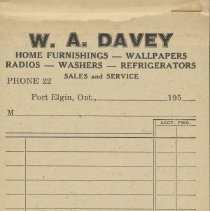 W. A. DAVEY
HOME FURNISHINGS — WALLPAPERS
RADIOS — WASHERS — REFRIGERATORS
SALES and SERVICE
PHONE 22
Port Elgin, Ont., 195
M
ACCT. FWD.